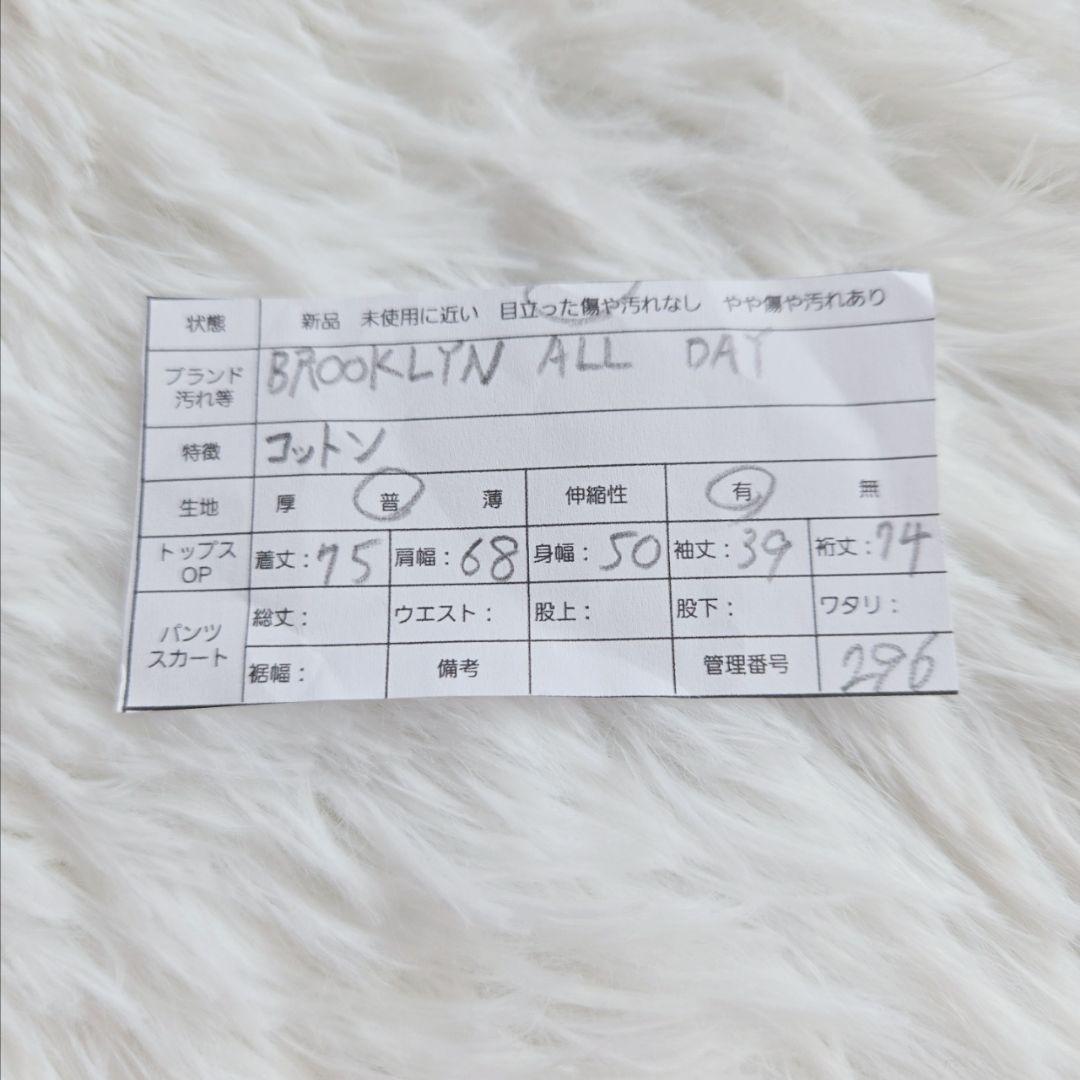 状態 新品 未使用に近い 目立った傷や汚れなし やや傷や汚れあり
ブランド 汚れ等 BROOKLYN ALL DAY
特徴 コットン
生地 厚 普 薄 伸縮性 有 無
トップス OP 着丈:75 肩幅:68 身幅:50 袖丈:39 裄丈:74
パンツ スカート 総丈: ウエスト: 股上: 股下: ワタリ:
裾幅: 備考 管理番号 296